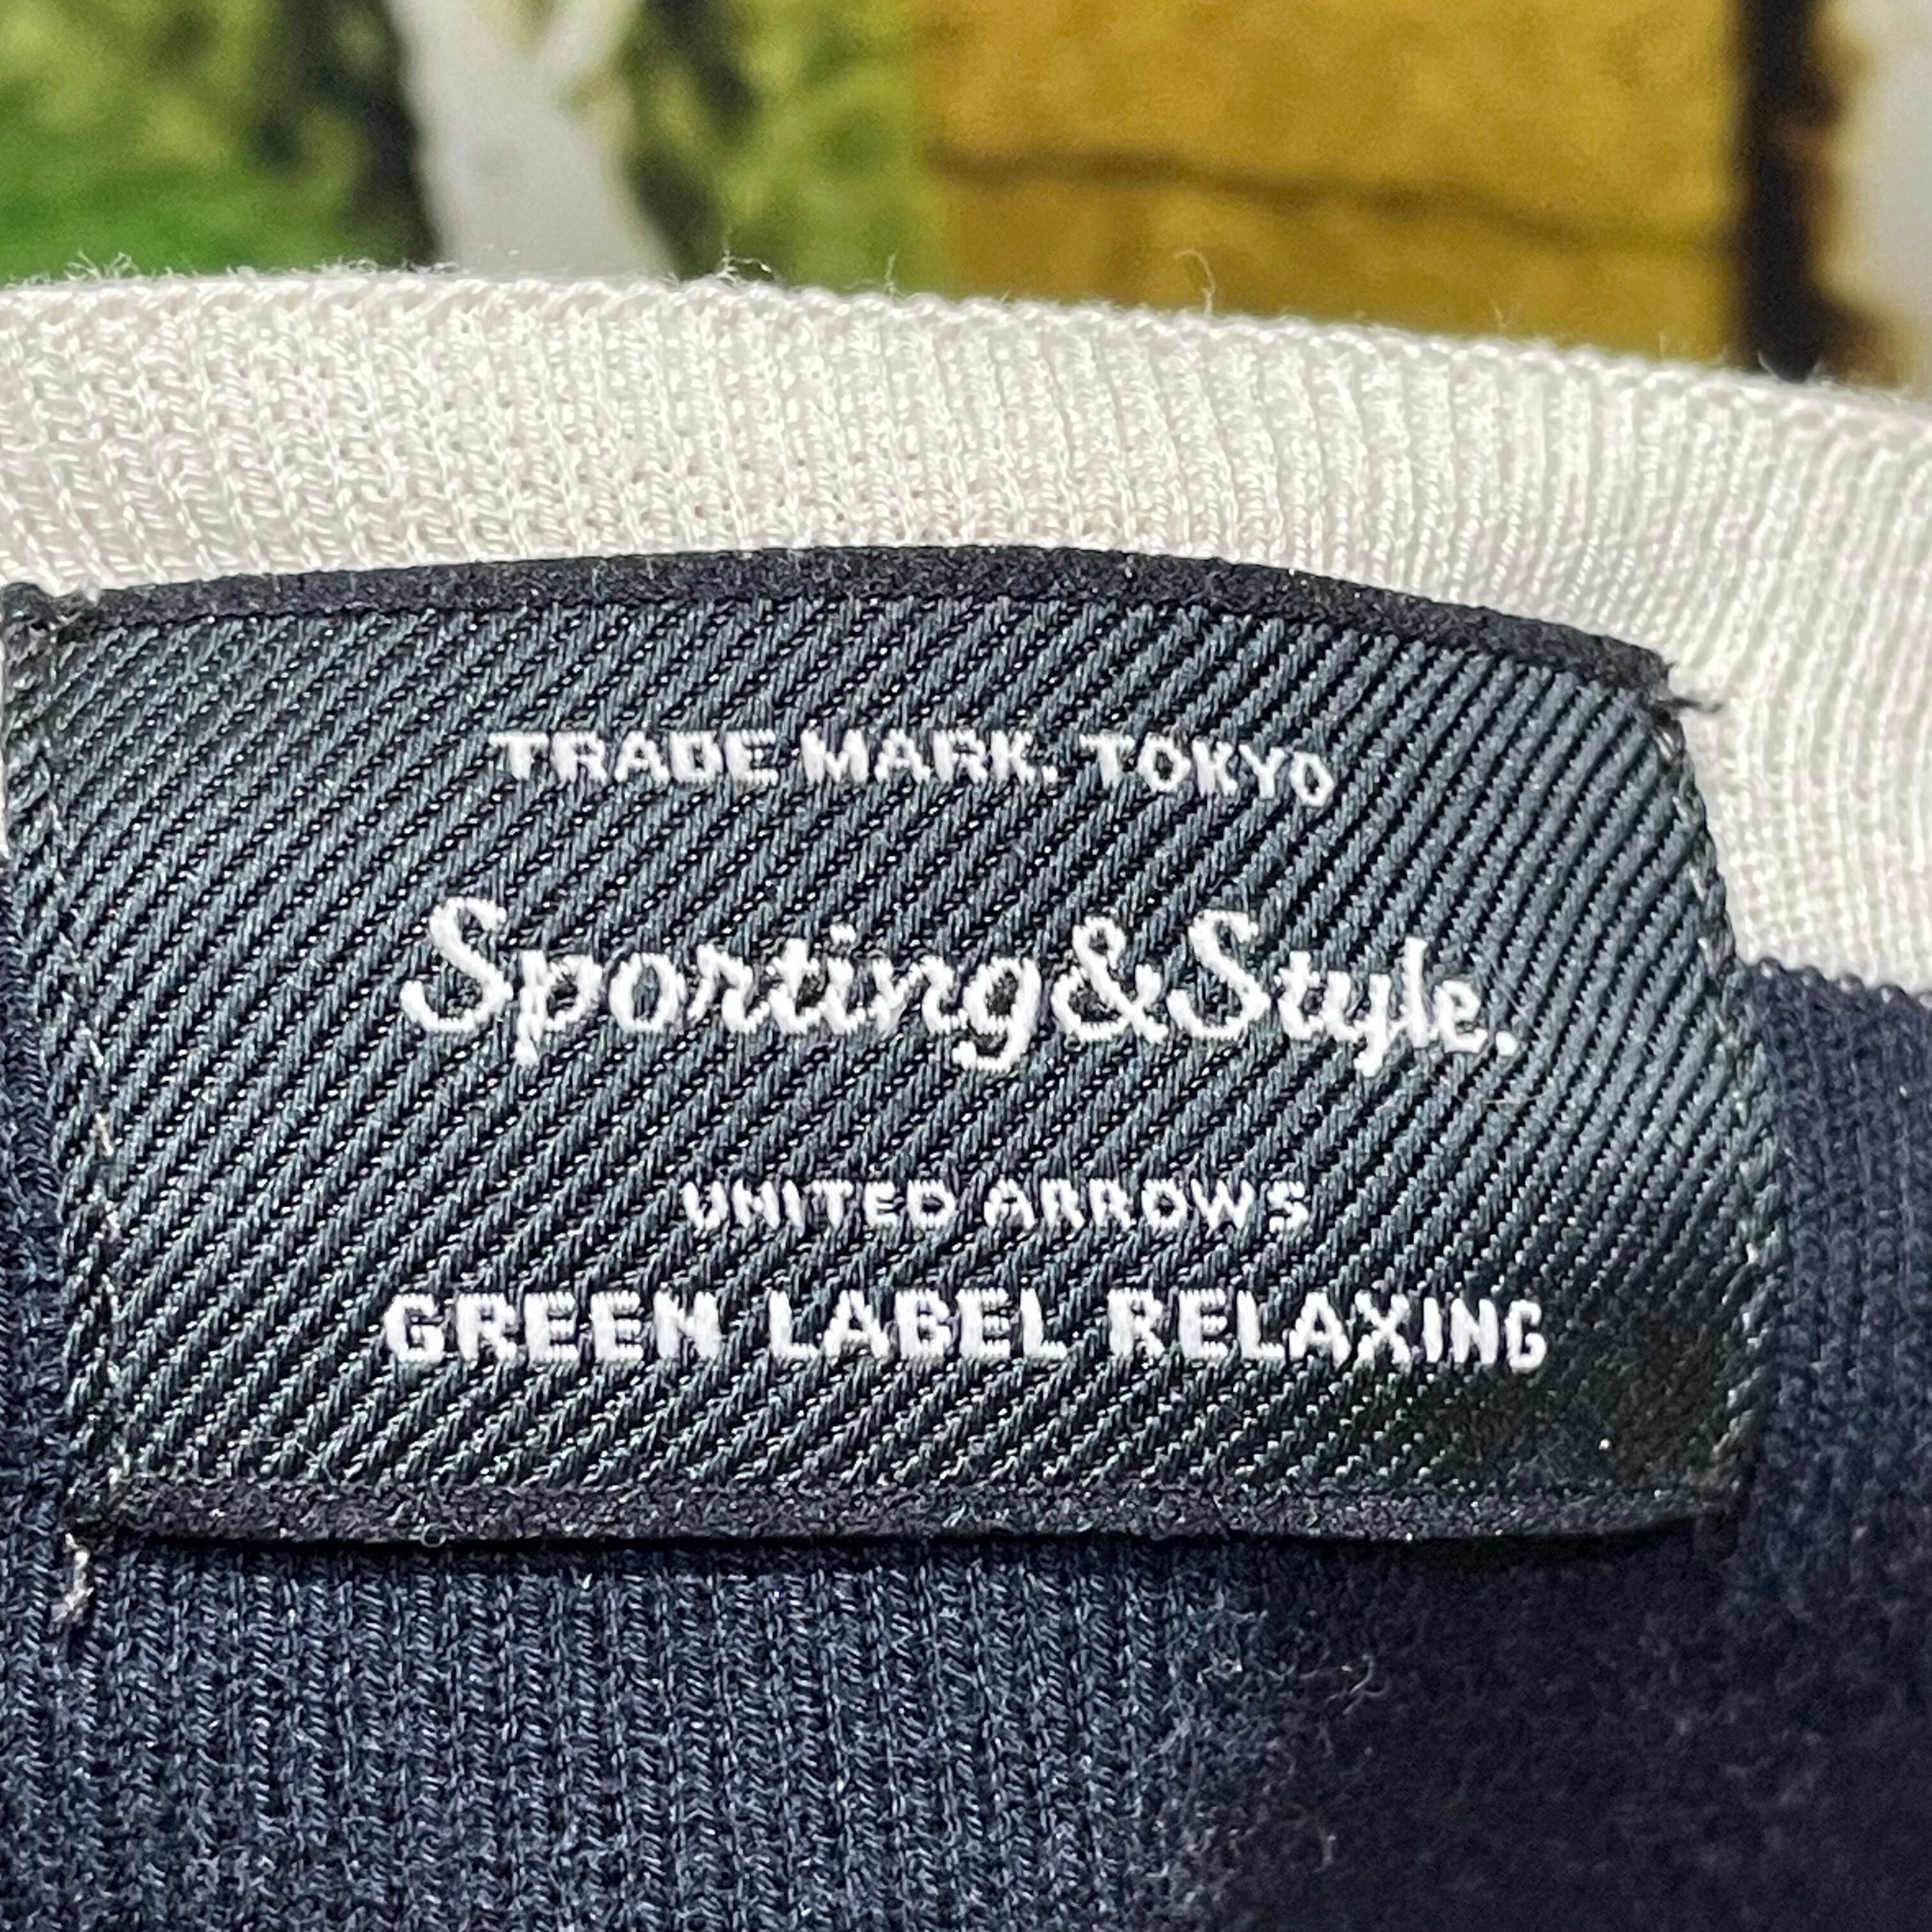 TRADE MARK. TOKYO
Sporting&Style.
UNITED ARROWS
GREEN LABEL RELAXING